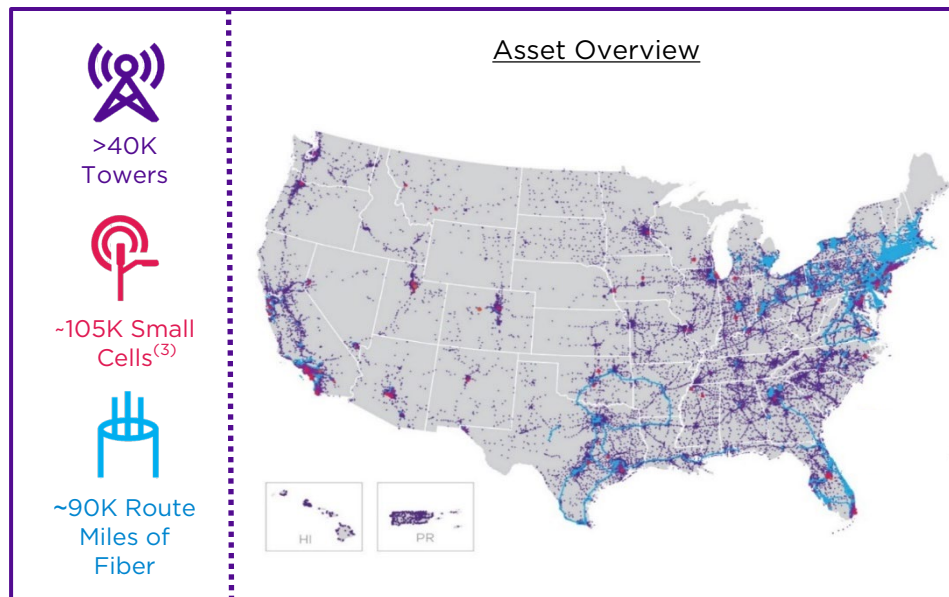 Asset Overview
>40K
Towers
~105K Small
Cells(3)
~90K Route
Miles of
Fiber
HI
PR